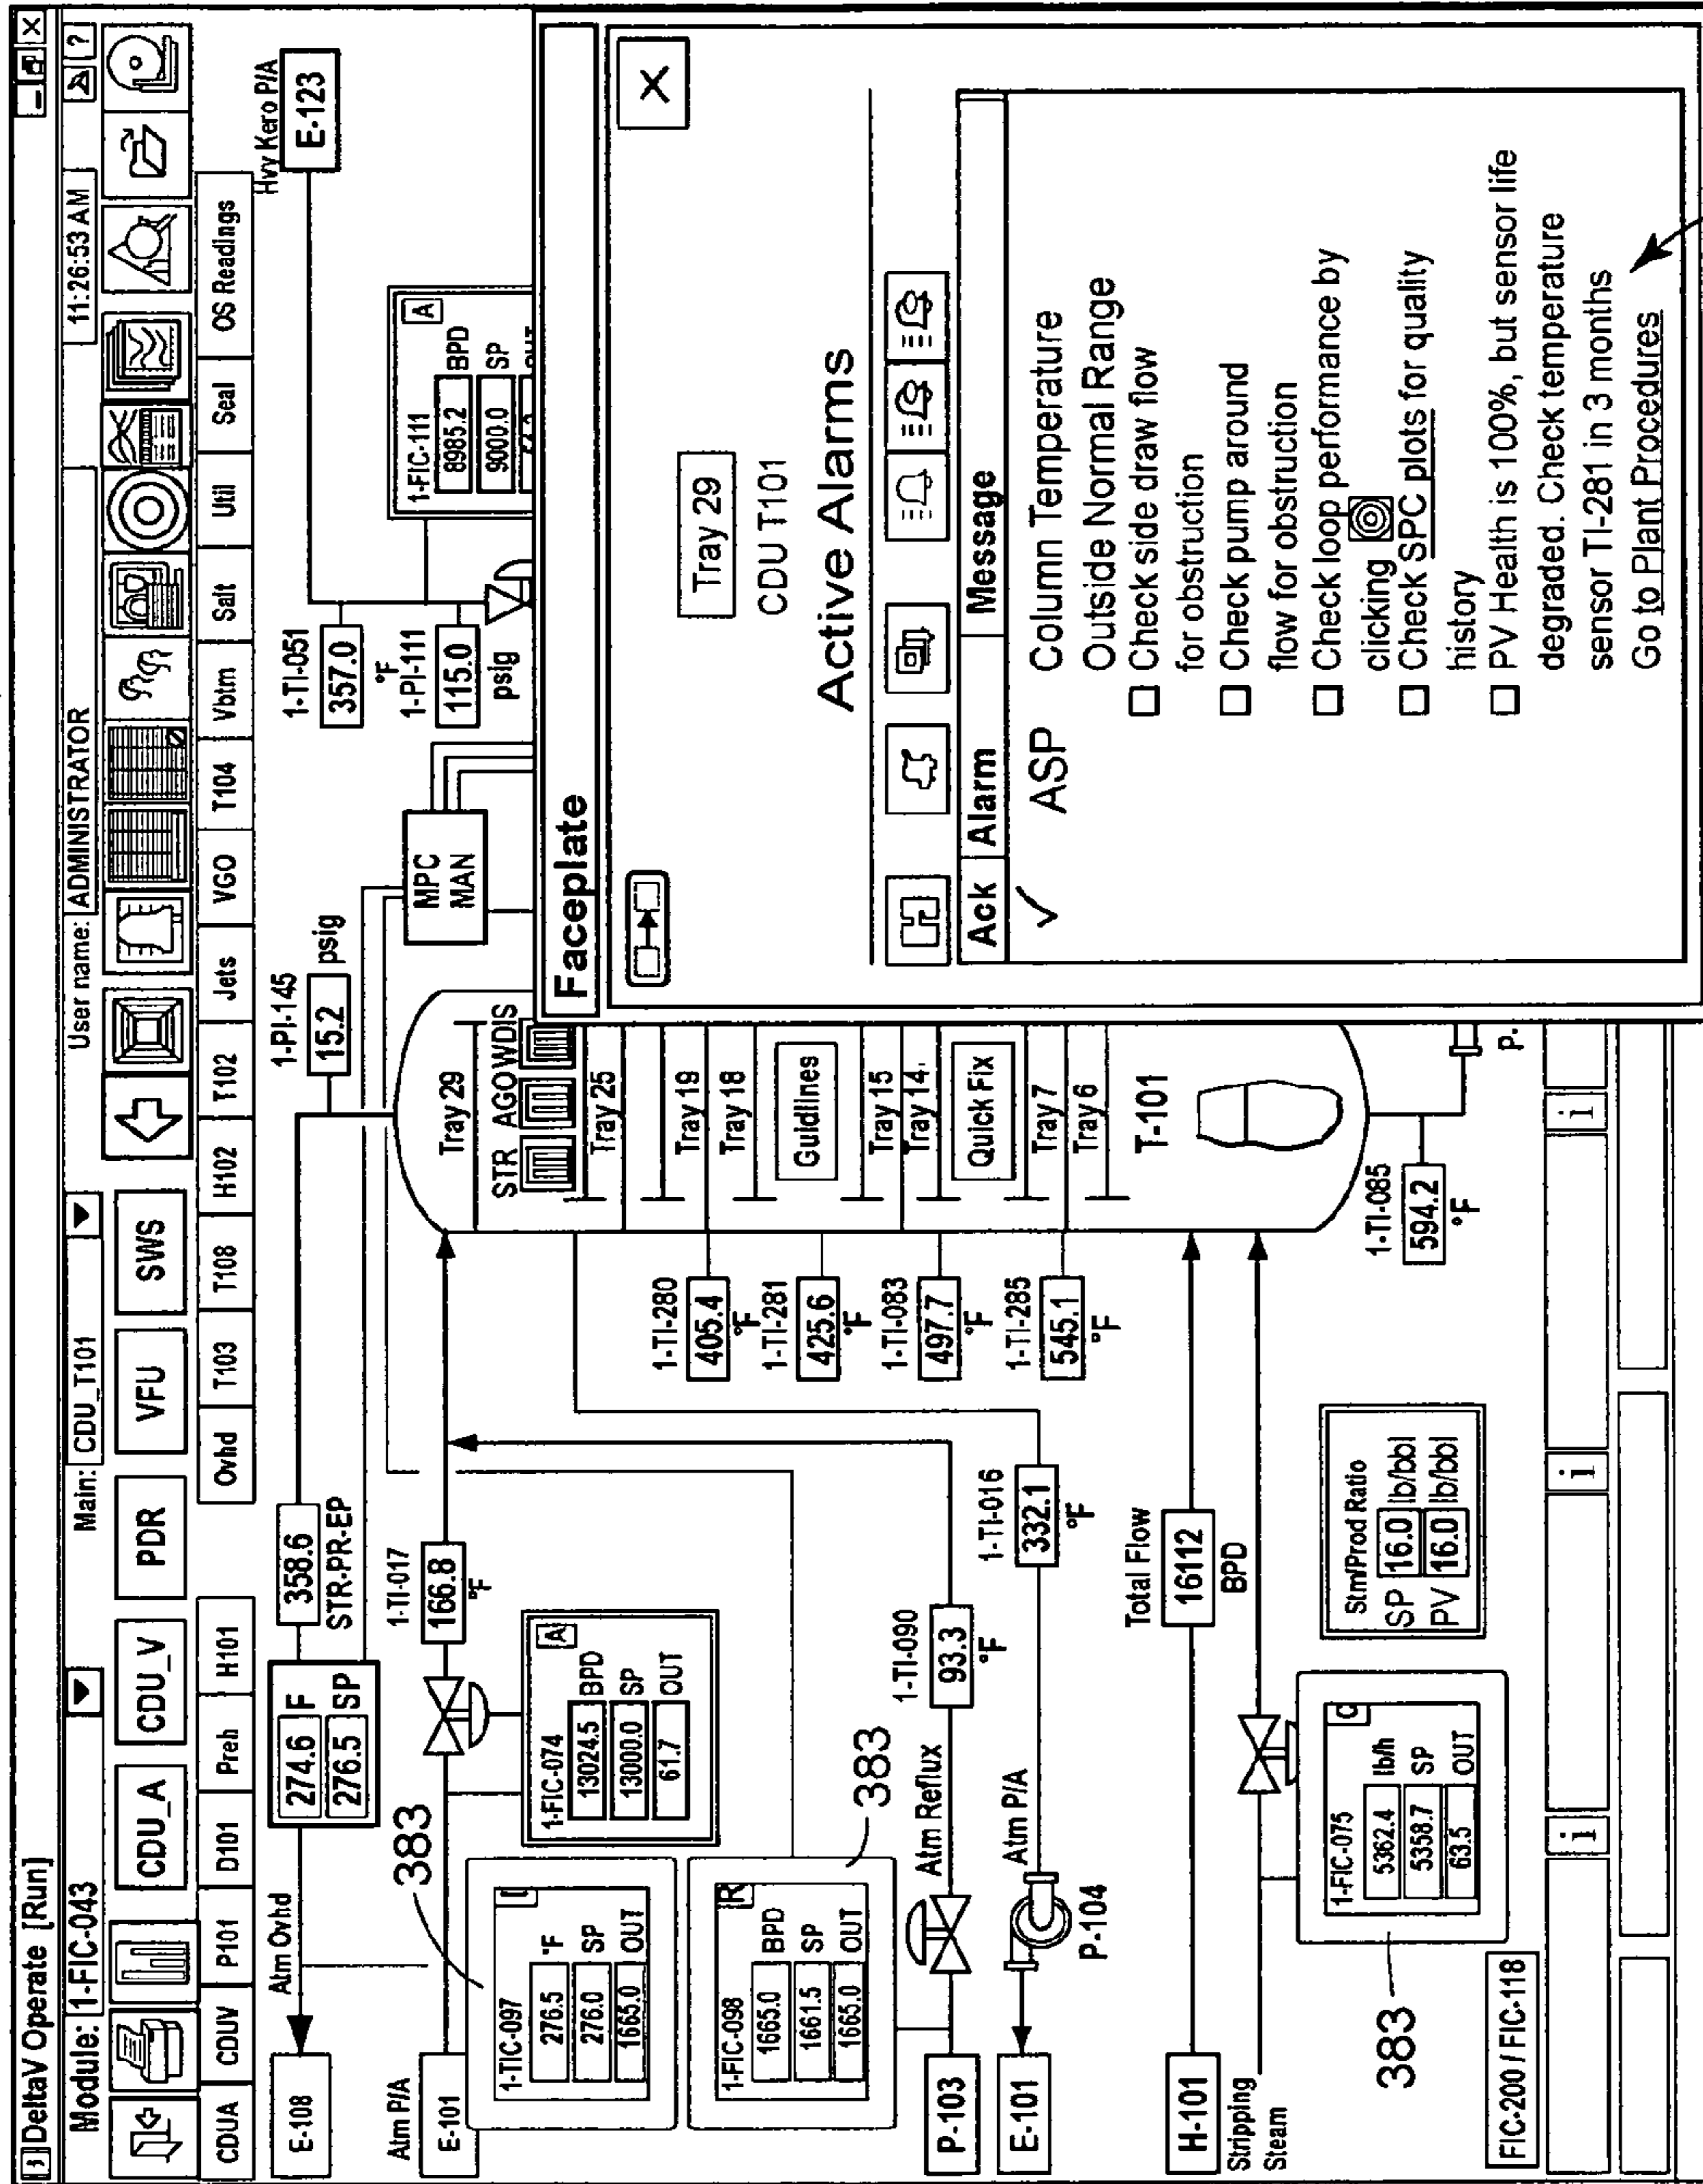 DeltaV Operate [Run]
Module: 1-FIC-043
Main: CDU_T101
User name: ADMINISTRATOR
11:26:53 AM
?
CDU_A
CDU_V
PDR
VFU
SWS
CDUA
CDUV
P101
D101
Preh
H101
Ovhd
T103
T108
H102
T102
Jets
VGO
T104
Vbtm
Salt
Util
Seal
OS Readings
E-108
Atm Ovhd
274.6 F
276.5 SP
358.6
STR-PR-EP
1-PI-145
15.2
psig
MPC
MAN
1-TI-051
357.0
°F
1-PI-111
115.0
psig
1-FIC-111
A
8985.2 BPD
9000.0 SP
Hvy Kero P/A
E-123
Atm P/A
E-101
383
1-TI-017
166.8
°F
1-TIC-097
276.5 °F
276.0 SP
1665.0 OUT
1-FIC-074
A
13024.5 BPD
13000.0 SP
61.7 OUT
1-FIC-098
R
1665.0 BPD
1661.5 SP
1665.0 OUT
383
P-103
Atm Reflux
1-TI-090
93.3
°F
E-101
P-104
Atm P/A
1-TI-016
332.1
°F
1-TI-280
405.4
°F
1-TI-281
425.6
°F
1-TI-083
497.7
°F
1-TI-285
545.1
°F
Tray 29
STR AGO WDIS
Tray 25
Tray 19
Tray 18
Guidlines
Tray 15
Tray 14
Quick Fix
Tray 7
Tray 6
T-101
H-101
Total Flow
16112
BPD
Stripping
Steam
1-FIC-075
C
5362.4 lb/h
5358.7 SP
63.5 OUT
383
Stm/Prod Ratio
SP 16.0 lb/bbl
PV 16.0 lb/bbl
1-TI-085
594.2
°F
P-
FIC-200 / FIC-118
i
i
i
Faceplate
X
Tray 29
CDU T101
Active Alarms
Ack Alarm Message
✓ ASP Column Temperature
Outside Normal Range
☐ Check side draw flow
for obstruction
☐ Check pump around
flow for obstruction
☐ Check loop performance by
clicking
☐ Check SPC plots for quality
history
☐ PV Health is 100%, but sensor life
degraded. Check temperature
sensor TI-281 in 3 months
Go to Plant Procedures